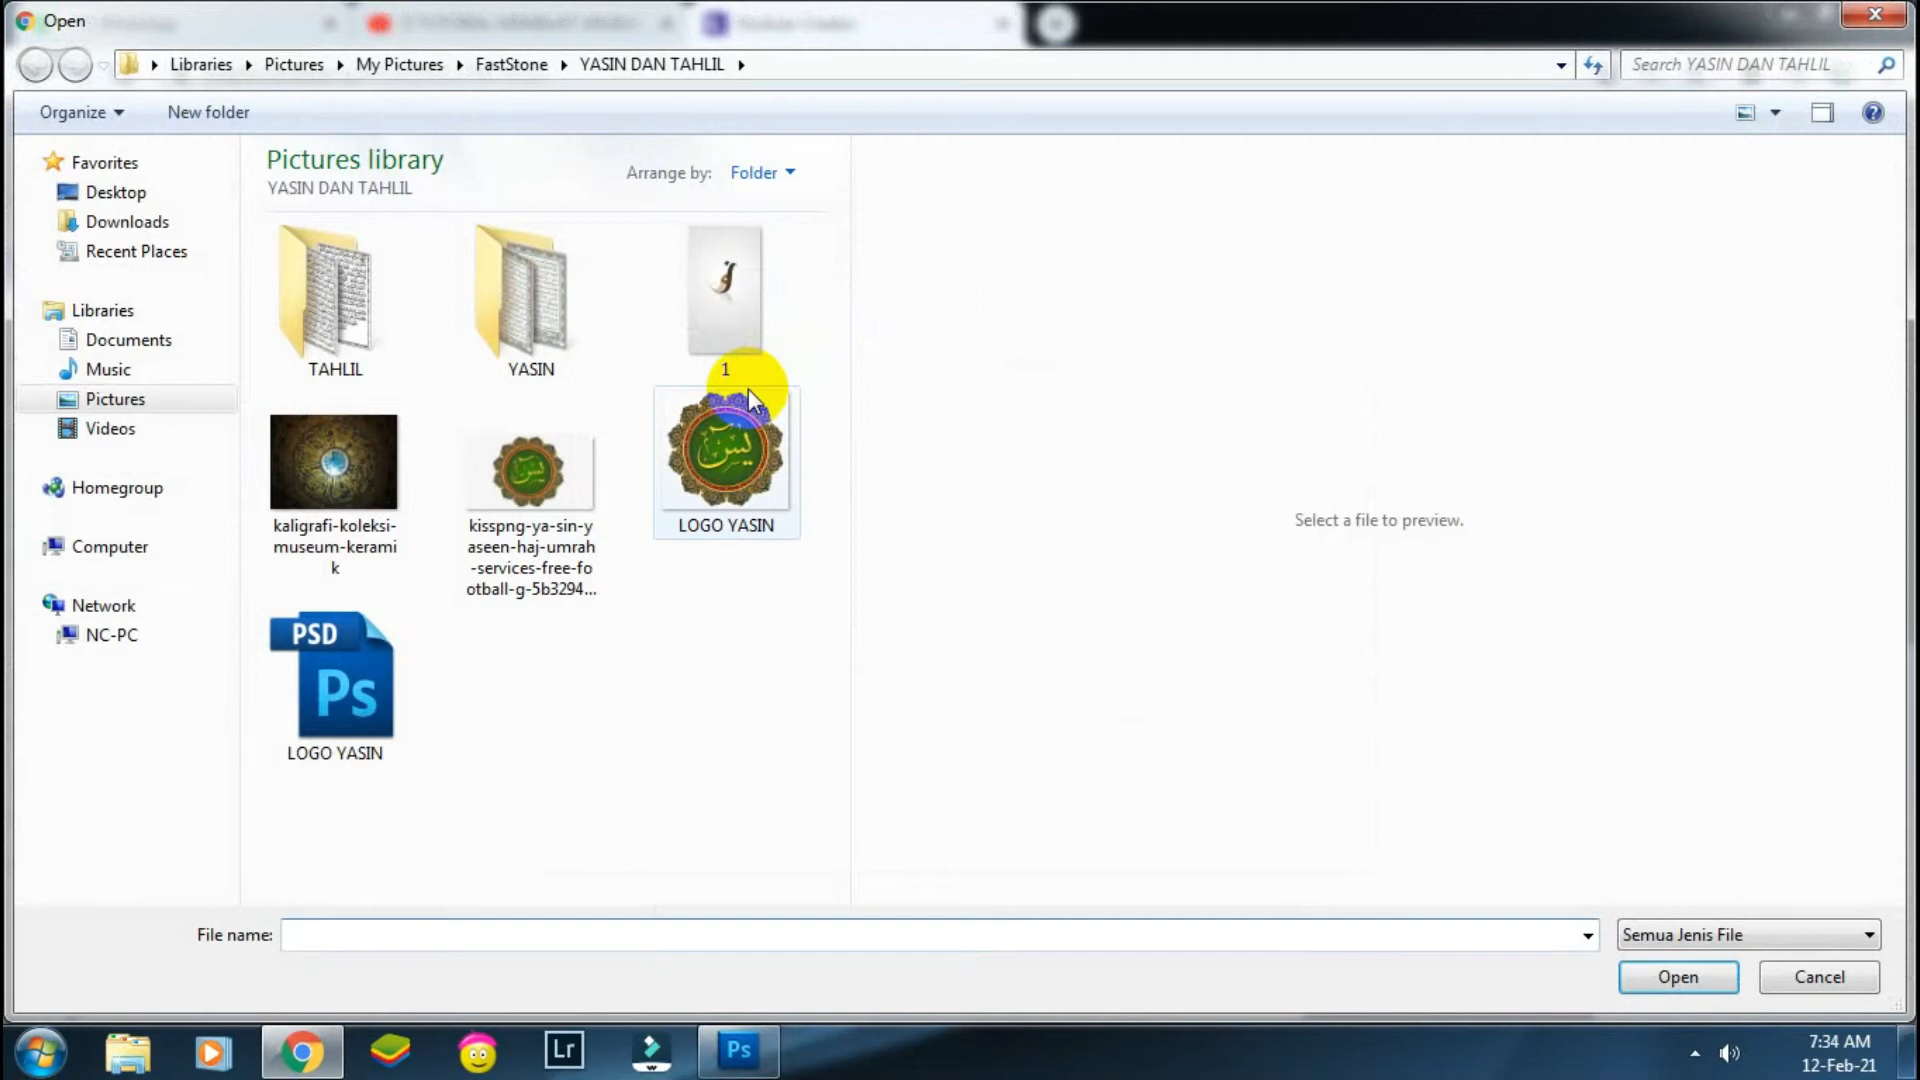 Open
Libraries
Pictures
My Pictures
FastStone
YASIN DAN TAHLIL
Search YASIN DAN TAHLIL
Organize
New folder
Favorites
Desktop
Downloads
Recent Places
Libraries
Documents
Music
Pictures
Videos
Homegroup
Computer
Network
NC-PC
Pictures library
YASIN DAN TAHLIL
Arrange by:
Folder
TAHLIL
YASIN
1
kaligrafi-koleksi-
museum-kerami
k
kisspng-ya-sin-y
aseen-haj-umrah
-services-free-fo
otball-g-5b3294...
يس
يس
LOGO YASIN
PSD
Ps
LOGO YASIN
Select a file to preview.
File name:
Semua Jenis File
Open
Cancel
Lr
Ps
7:34 AM
12-Feb-21